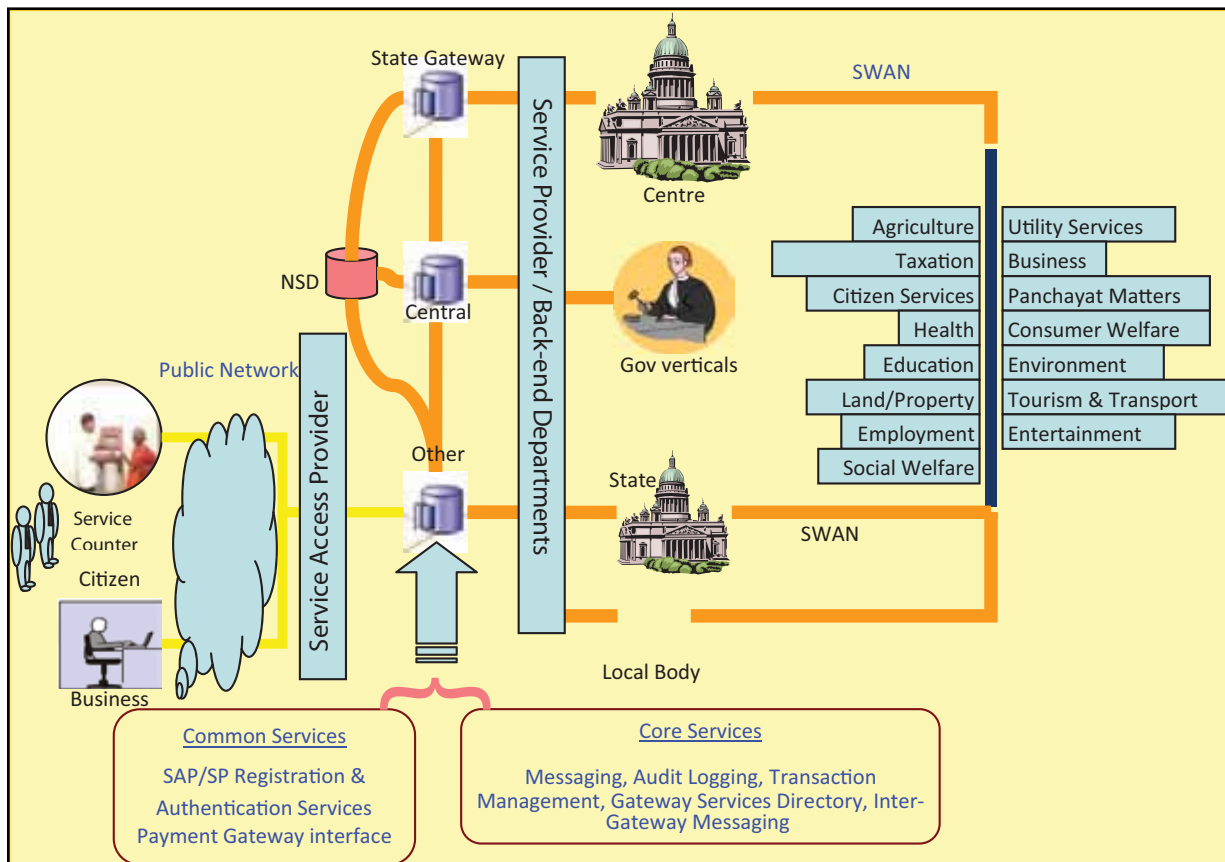 State Gateway
SWAN
Service Provider / Back-end Departments
Centre
Agriculture
Utility Services
Taxation
Business
NSD
Citizen Services
Panchayat Matters
Central
Health
Consumer Welfare
Public Network
Gov verticals
Education
Environment
Service Access Provider
Land/Property
Tourism & Transport
Employment
Entertainment
Other
Social Welfare
State
Service
Counter
SWAN
Citizen
Local Body
Business
Common Services
SAP/SP Registration &
Authentication Services
Payment Gateway interface
Core Services
Messaging, Audit Logging, Transaction
Management, Gateway Services Directory, Inter-
Gateway Messaging